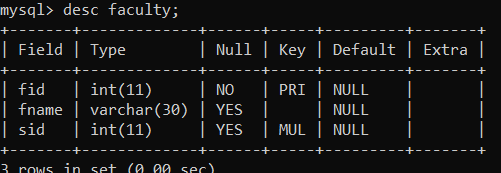 mysql> desc faculty;
+-------+-------------+------+-----+---------+-------+
| Field | Type        | Null | Key | Default | Extra |
+-------+-------------+------+-----+---------+-------+
| fid   | int(11)     | NO   | PRI | NULL    |       |
| fname | varchar(30) | YES  |     | NULL    |       |
| sid   | int(11)     | YES  | MUL | NULL    |       |
+-------+-------------+------+-----+---------+-------+
3 rows in set (0.00 sec)